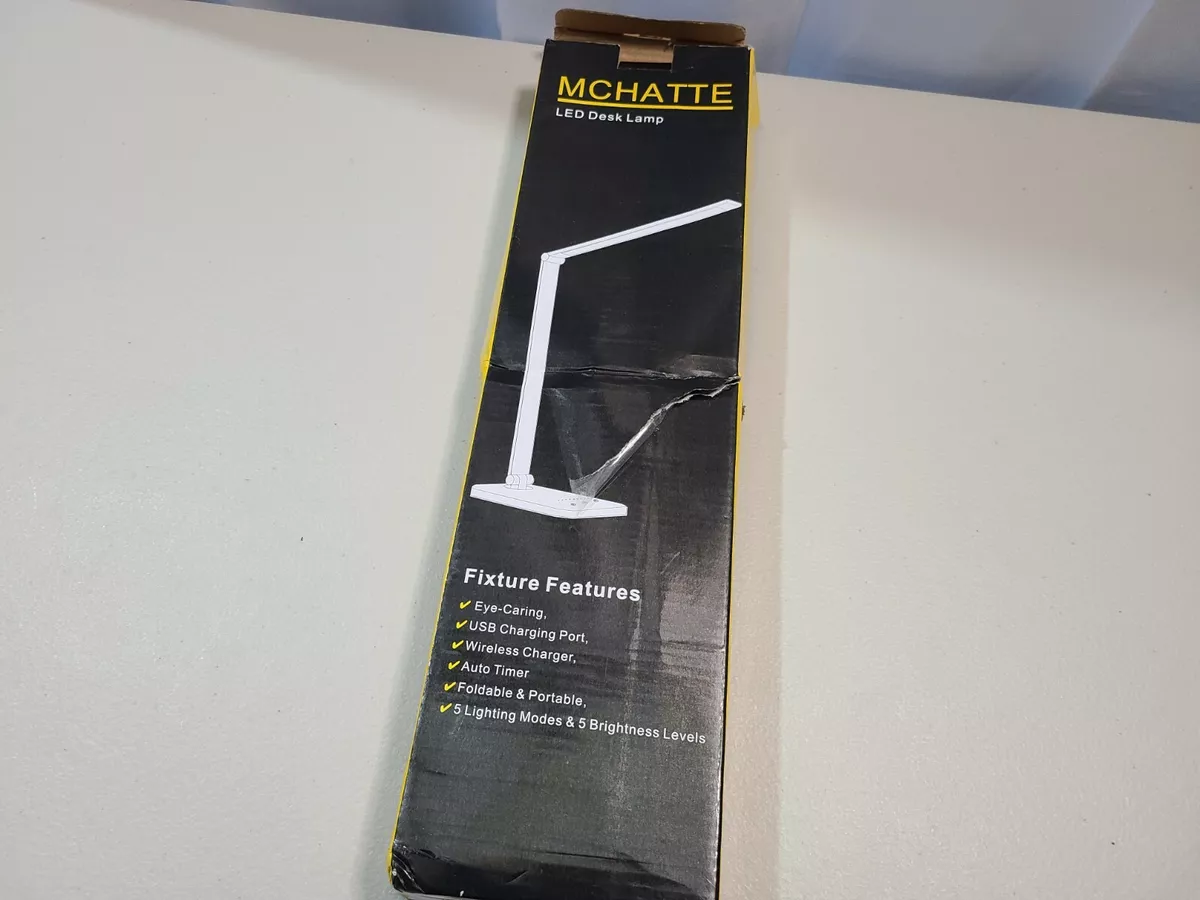 MCHATTE
LED Desk Lamp
Fixture Features
Eye-Caring,
USB Charging Port,
Wireless Charger,
Auto Timer
Foldable & Portable,
5 Lighting Modes & 5 Brightness Levels